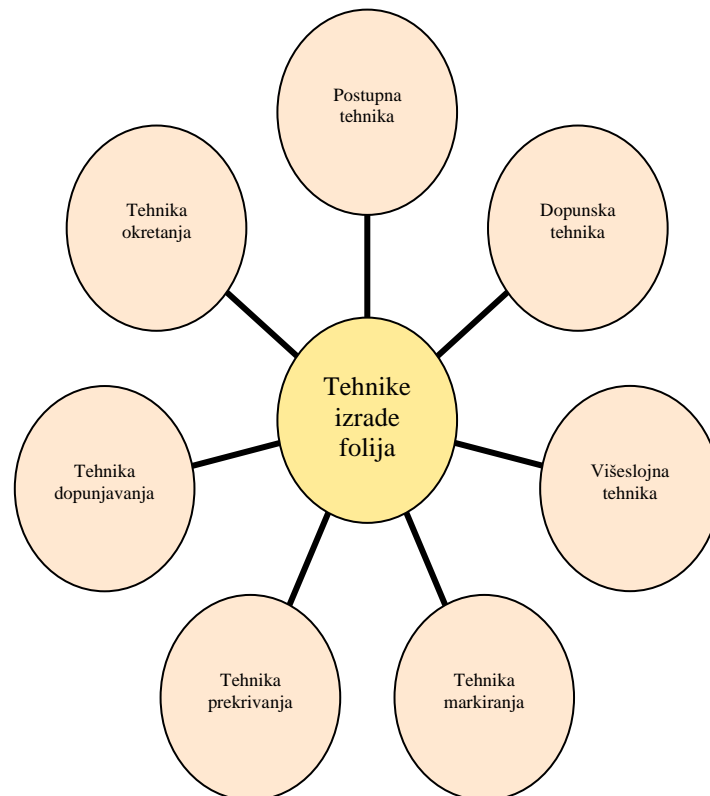 Postupna
tehnika
Tehnika
okretanja
Dopunska
tehnika
Tehnike
izrade
folija
Tehnika
dopunjavanja
Višeslojna
tehnika
Tehnika
prekrivanja
Tehnika
markiranja